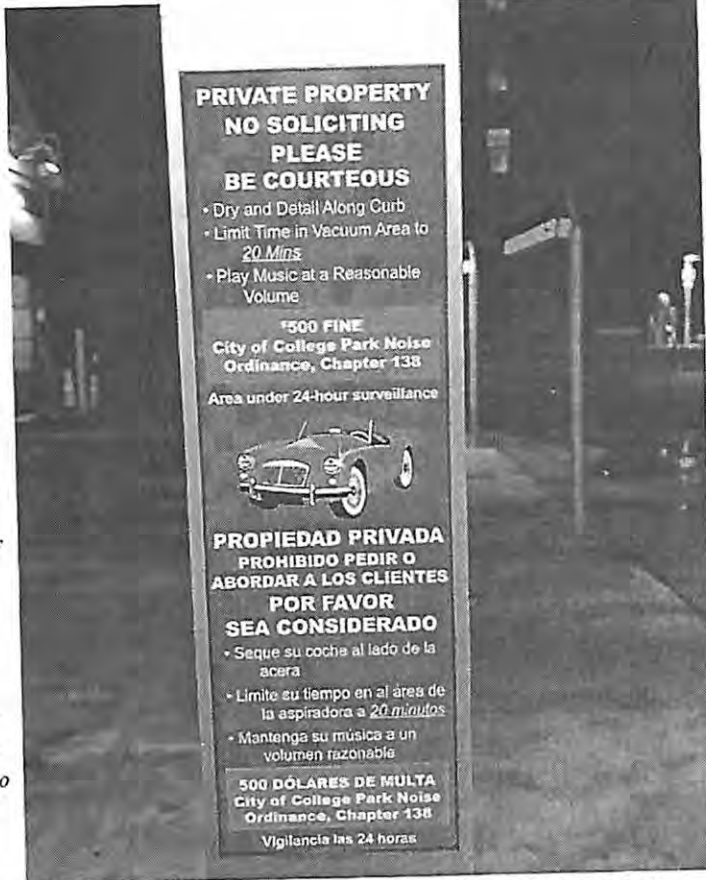 PRIVATE PROPERTY
NO SOLICITING
PLEASE
BE COURTEOUS
• Dry and Detail Along Curb
• Limit Time in Vacuum Area to
20 Mins
• Play Music at a Reasonable
Volume
$500 FINE
City of College Park Noise
Ordinance, Chapter 138
Area under 24-hour surveillance
PROPIEDAD PRIVADA
PROHIBIDO PEDIR O
ABORDAR A LOS CLIENTES
POR FAVOR
SEA CONSIDERADO
• Seque su coche al lado de la
acera
• Limite su tiempo en al área de
la aspiradora a 20 minutos
• Mantenga su música a un
volumen razonable
500 DÓLARES DE MULTA
City of College Park Noise
Ordinance, Chapter 138
Vigilancia las 24 horas